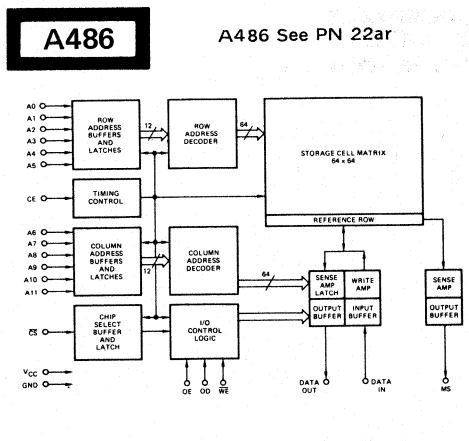 A486
A486 See PN 22ar
A0
A1
A2
A3
A4
A5
ROW
ADDRESS
BUFFERS
AND
LATCHES
12
ROW
ADDRESS
DECODER
64
STORAGE CELL MATRIX
64 x 64
REFERENCE ROW
CE
TIMING
CONTROL
A6
A7
A8
A9
A10
A11
COLUMN
ADDRESS
BUFFERS
AND
LATCHES
12
COLUMN
ADDRESS
DECODER
64
SENSE
AMP
LATCH
WRITE
AMP
OUTPUT
BUFFER
INPUT
BUFFER
SENSE
AMP
OUTPUT
BUFFER
CS
CHIP
SELECT
BUFFER
AND
LATCH
I/O
CONTROL
LOGIC
VCC
GND
OE
OD
WE
DATA
OUT
DATA
IN
MS